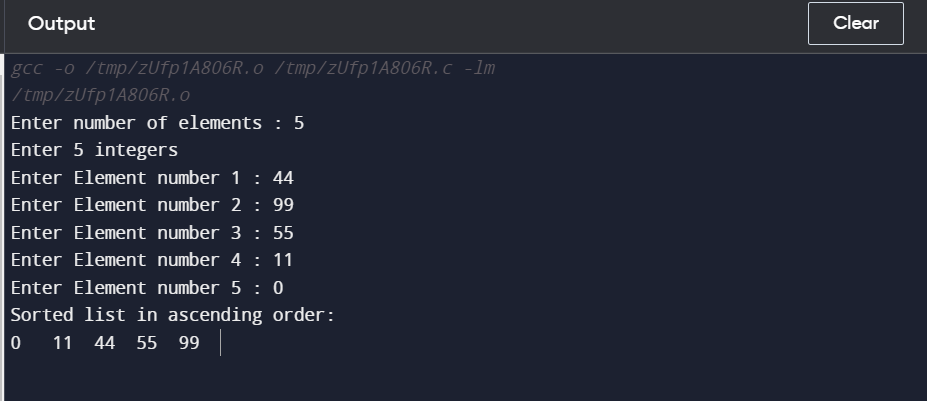 Output
Clear
gcc -o /tmp/zUfp1A806R.o /tmp/zUfp1A806R.c -lm
/tmp/zUfp1A806R.o
Enter number of elements : 5
Enter 5 integers
Enter Element number 1 : 44
Enter Element number 2 : 99
Enter Element number 3 : 55
Enter Element number 4 : 11
Enter Element number 5 : 0
Sorted list in ascending order:
0   11  44  55  99